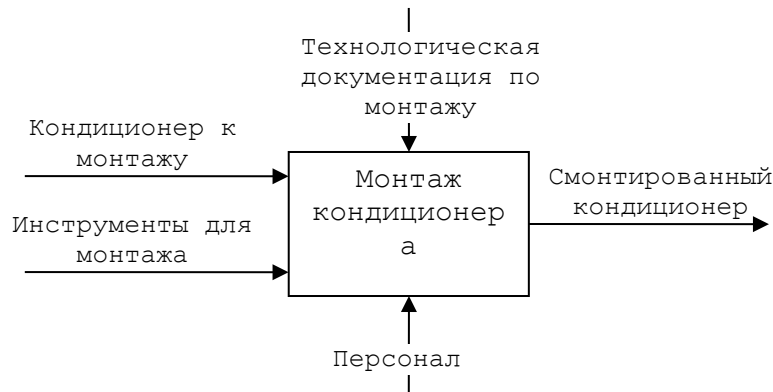 Технологическая
документация по
монтажу
Кондиционер к
монтажу
Инструменты для
монтажа
Монтаж
кондиционер
а
Смонтированный
кондиционер
Персонал